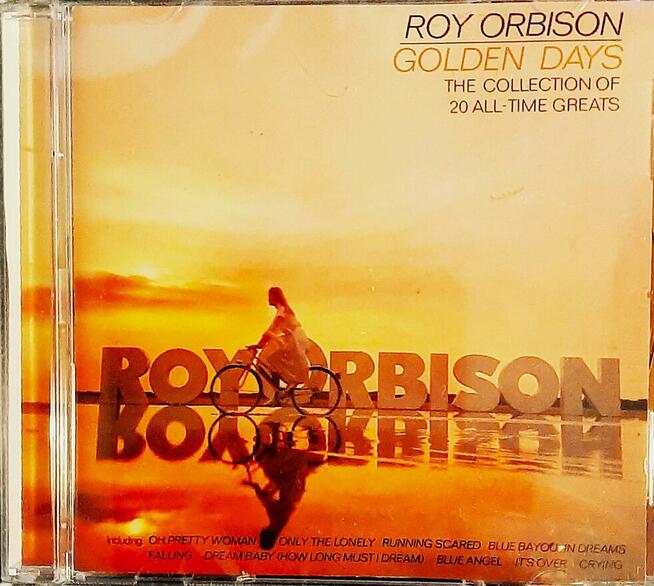 ROY ORBISON
GOLDEN DAYS
THE COLLECTION OF
20 ALL-TIME GREATS
ROY ORBISON
including: OH PRETTY WOMAN ONLY THE LONELY RUNNING SCARED BLUE BAYOU IN DREAMS
FALLING DREAM BABY (HOW LONG MUST I DREAM) BLUE ANGEL IT'S OVER CRYING